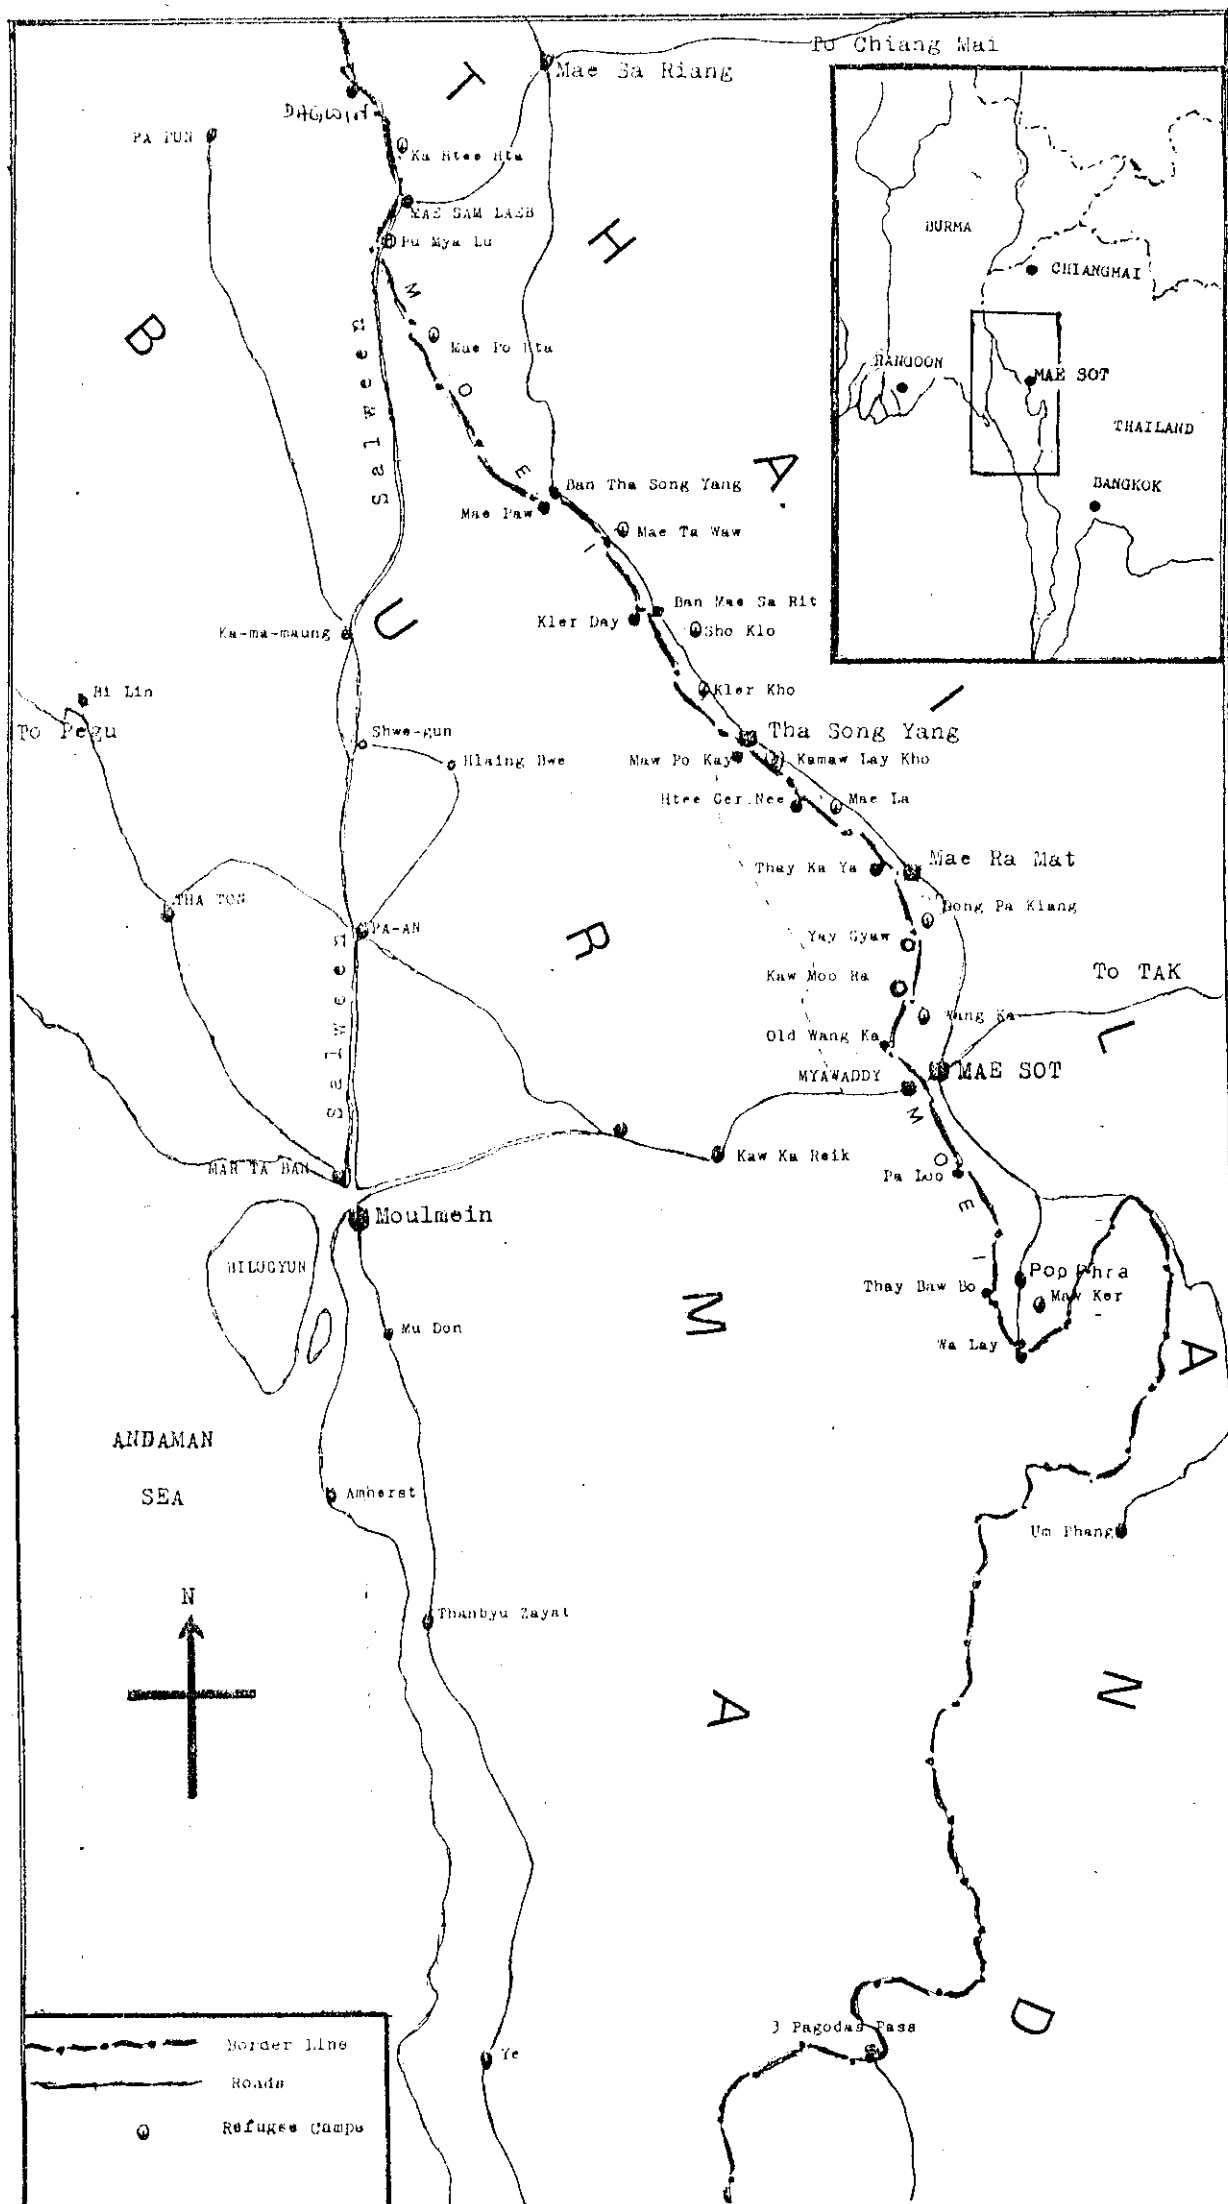 To Chiang Mai
Mae Sa Riang
DAGWIN
PA PUN
Ka Htee Hta
MAE SAM LAEB
Pu Mya Lu
Mae Po Hta
Salween
MOEI
Ban Tha Song Yang
Mae Paw
Mae Ta Waw
Ban Mae Sa Rit
Kler Day
Sho Klo
Ka-ma-maung
Kler Kho
Bi Lin
To Pegu
Shwe-gun
Tha Song Yang
Hlaing Bwe
Maw Po Kay
Kamaw Lay Kho
Htee Ger Nee
Mae La
Thay Ka Ya
Mae Ra Mat
THA TON
Dong Pa Kiang
PA-AN
Yay Gyaw
Kaw Moo Ra
To TAK
Wang Ka
Salween
Old Wang Ka
MYAWADDY
MAE SOT
Kaw Ka Reik
MAR TA BAN
Pa Loo
MEI
Moulmein
BILUGYUN
Pop Phra
Thay Baw Bo
Maw Ker
Mu Don
Wa Lay
ANDAMAN
SEA
Amherst
Um Phang
N
Thanbyu Zayat
3 Pagodas Pass
Ye
BURMA
THAILAND
BURMA
CHIANGMAI
RANGOON
MAE SOT
THAILAND
BANGKOK
Border Line
Roads
Refugee Camps